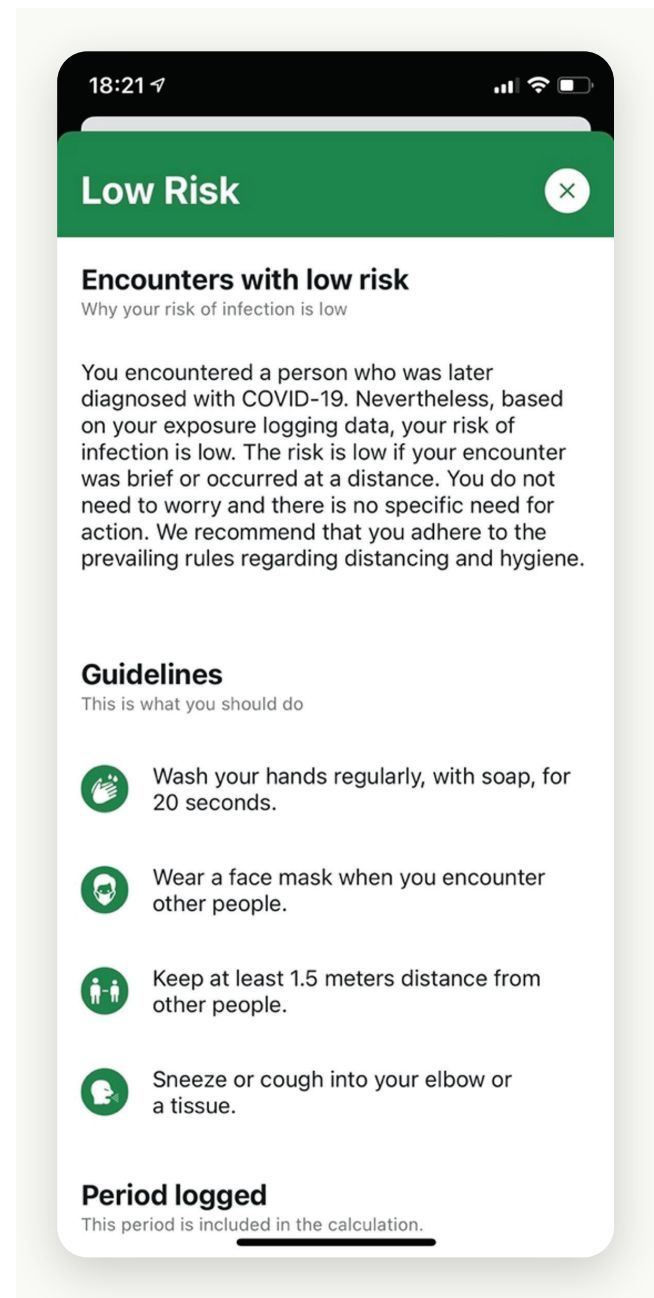 18:21
Low Risk
Encounters with low risk
Why your risk of infection is low
You encountered a person who was later
diagnosed with COVID-19. Nevertheless, based
on your exposure logging data, your risk of
infection is low. The risk is low if your encounter
was brief or occurred at a distance. You do not
need to worry and there is no specific need for
action. We recommend that you adhere to the
prevailing rules regarding distancing and hygiene.
Guidelines
This is what you should do
Wash your hands regularly, with soap, for
20 seconds.
Wear a face mask when you encounter
other people.
Keep at least 1.5 meters distance from
other people.
Sneeze or cough into your elbow or
a tissue.
Period logged
This period is included in the calculation.